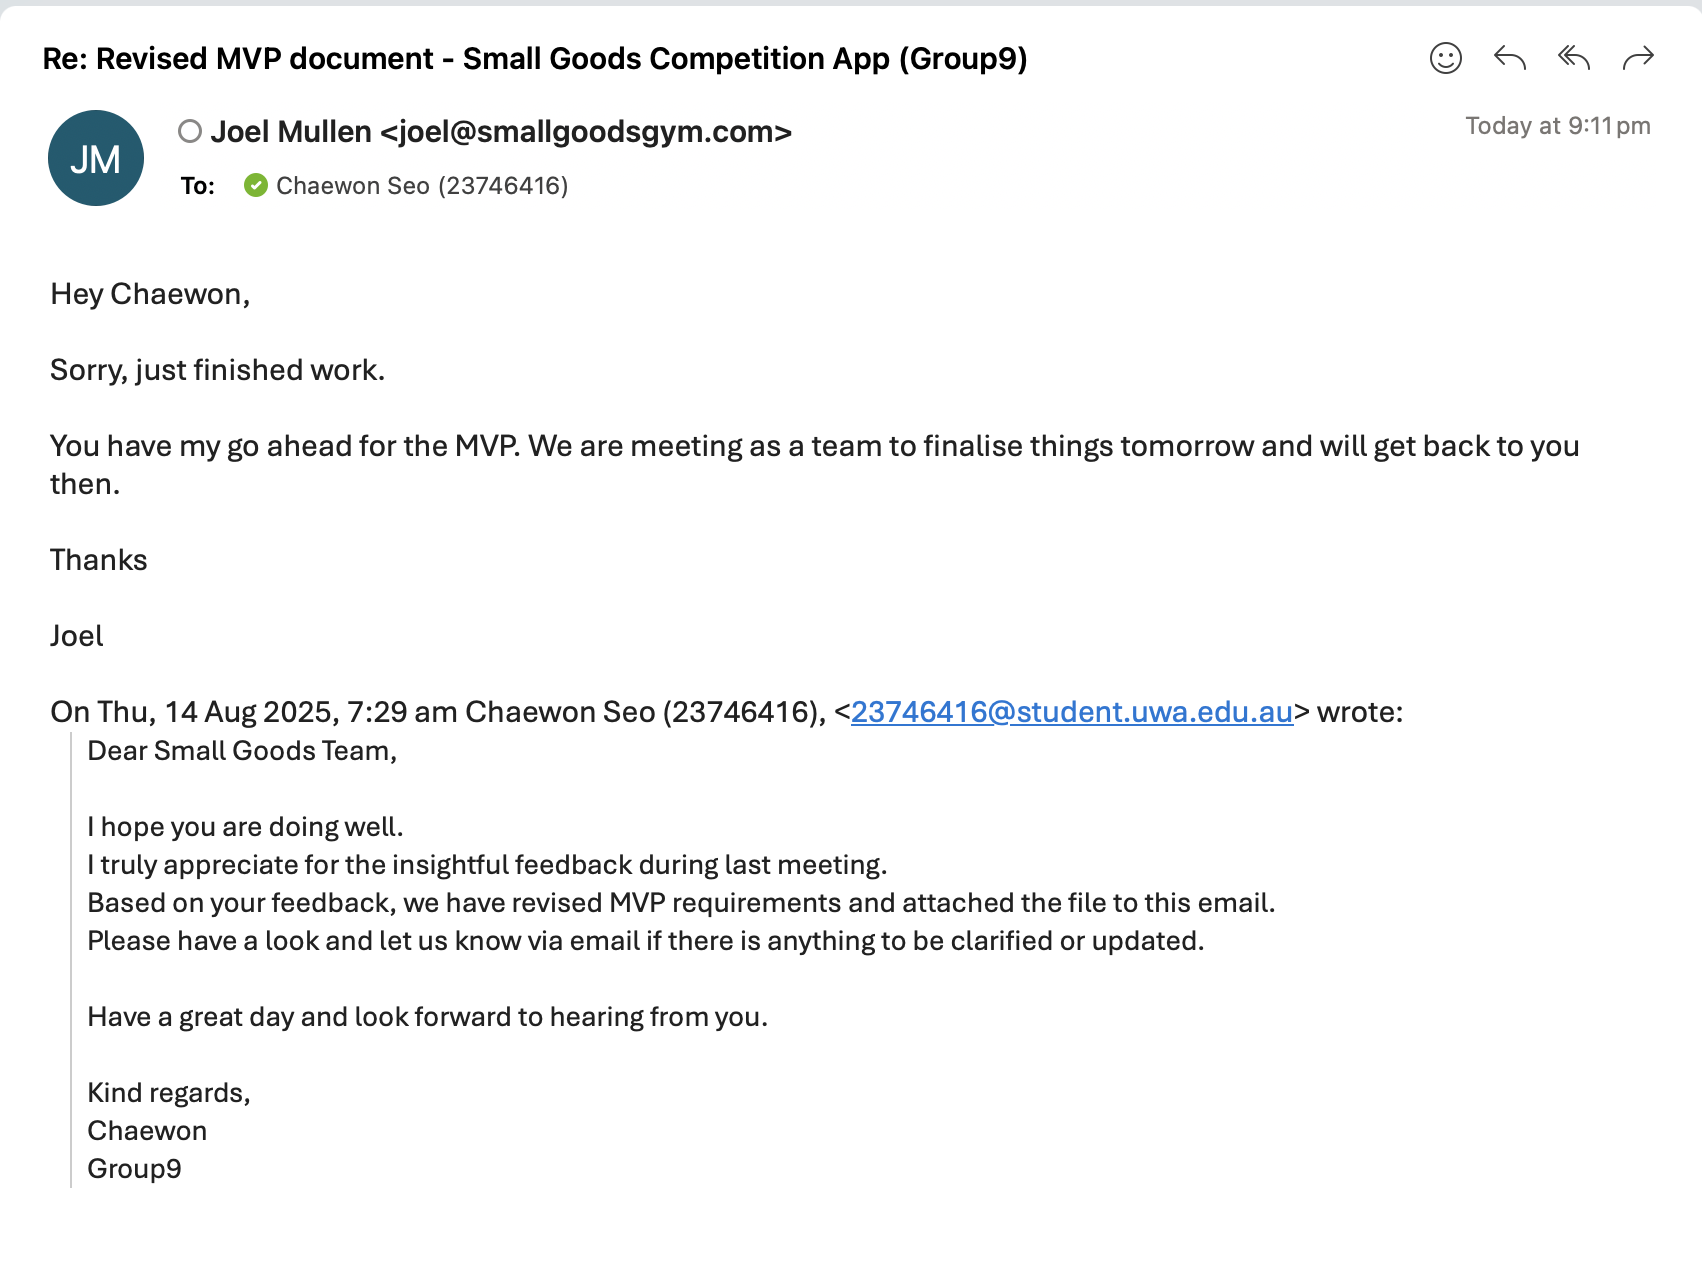 Re: Revised MVP document - Small Goods Competition App (Group9)
JM
Joel Mullen <joel@smallgoodsgym.com>
Today at 9:11 pm
To: Chaewon Seo (23746416)
Hey Chaewon,
Sorry, just finished work.
You have my go ahead for the MVP. We are meeting as a team to finalise things tomorrow and will get back to you
then.
Thanks
Joel
On Thu, 14 Aug 2025, 7:29 am Chaewon Seo (23746416), <23746416@student.uwa.edu.au> wrote:
Dear Small Goods Team,
I hope you are doing well.
I truly appreciate for the insightful feedback during last meeting.
Based on your feedback, we have revised MVP requirements and attached the file to this email.
Please have a look and let us know via email if there is anything to be clarified or updated.
Have a great day and look forward to hearing from you.
Kind regards,
Chaewon
Group9